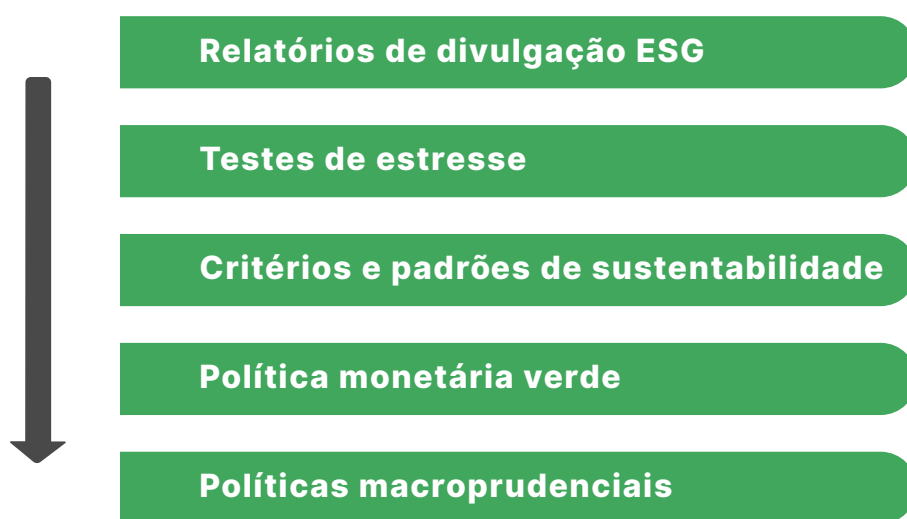 Relatórios de divulgação ESG
Testes de estresse
Critérios e padrões de sustentabilidade
Política monetária verde
Políticas macroprudenciais